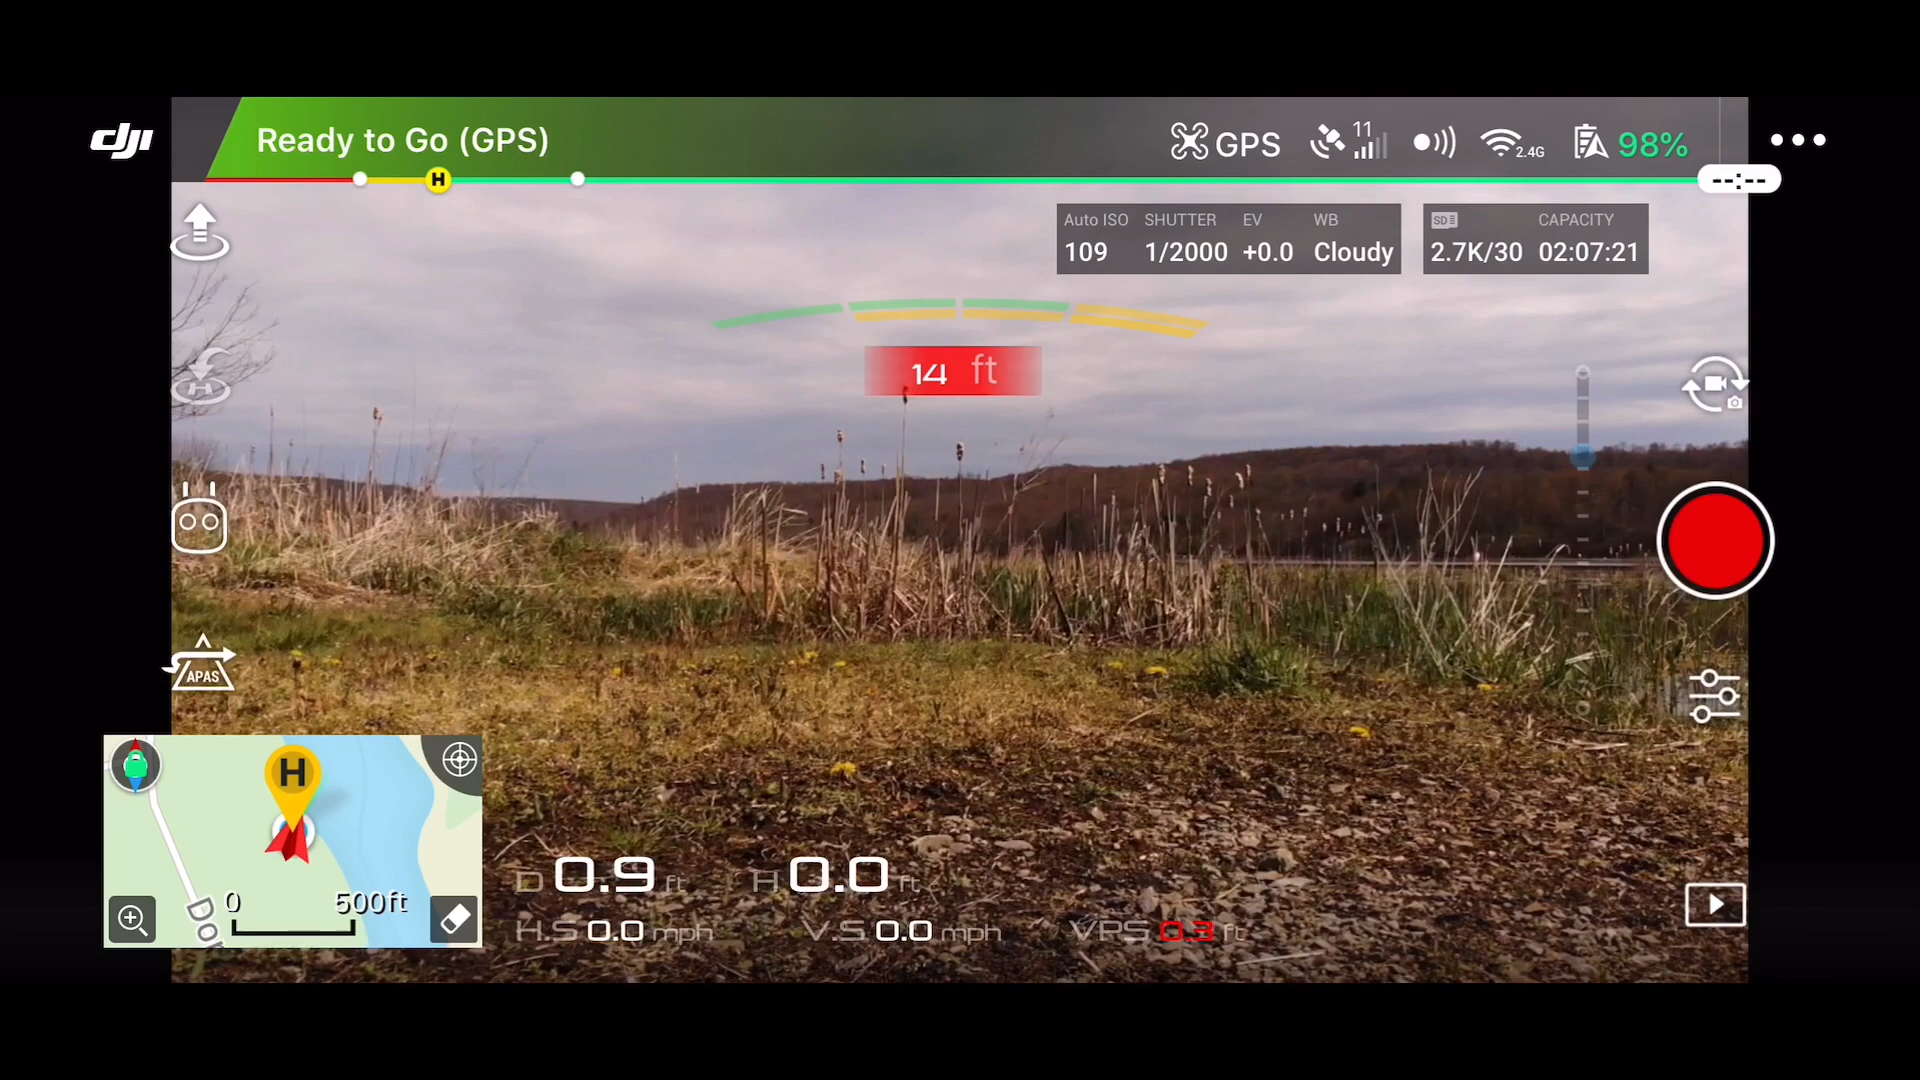 dji
Ready to Go (GPS)
GPS
11
2.4G
98%
H
--:--
Auto ISO SHUTTER EV WB
109 1/2000 +0.0 Cloudy
SD CAPACITY
2.7K/30 02:07:21
14 ft
H
APAS
H
0 500ft
Dor
D 0.9 ft H 0.0 ft
H.S 0.0 mph V.S 0.0 mph VPS 0.3 ft